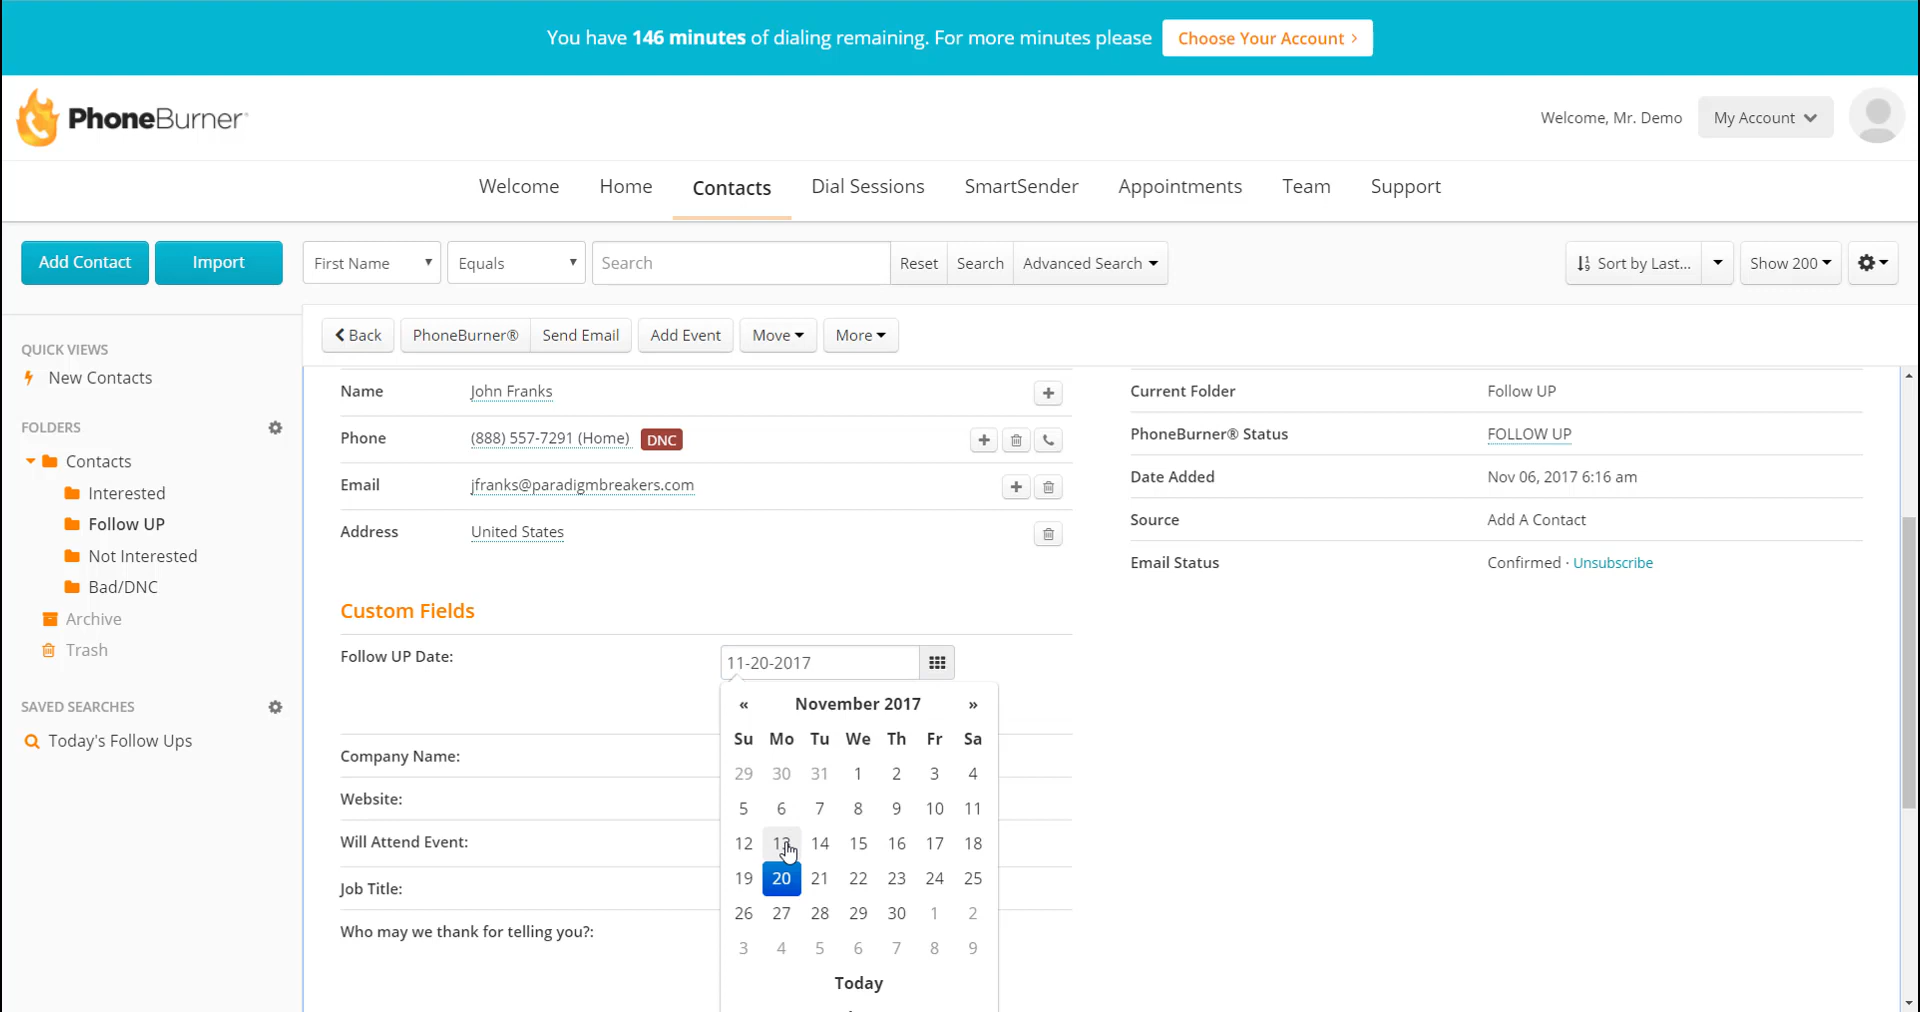 You have 146 minutes of dialing remaining. For more minutes please Choose Your Account ›
PhoneBurner
Welcome, Mr. Demo My Account
Welcome Home Contacts Dial Sessions SmartSender Appointments Team Support
Add Contact Import First Name Equals Search Reset Search Advanced Search Sort by Last... Show 200
Back PhoneBurner® Send Email Add Event Move More
QUICK VIEWS
New Contacts
FOLDERS
Contacts
Interested
Follow UP
Not Interested
Bad/DNC
Archive
Trash
SAVED SEARCHES
Today's Follow Ups
Name John Franks
Phone (888) 557-7291 (Home) DNC
Email jfranks@paradigmbreakers.com
Address United States
Current Folder Follow UP
PhoneBurner® Status FOLLOW UP
Date Added Nov 06, 2017 6:16 am
Source Add A Contact
Email Status Confirmed · Unsubscribe
Custom Fields
Follow UP Date: 11-20-2017
Company Name:
Website:
Will Attend Event:
Job Title:
Who may we thank for telling you?:
« November 2017 »
Su Mo Tu We Th Fr Sa
29 30 31 1 2 3 4
5 6 7 8 9 10 11
12 13 14 15 16 17 18
19 20 21 22 23 24 25
26 27 28 29 30 1 2
3 4 5 6 7 8 9
Today